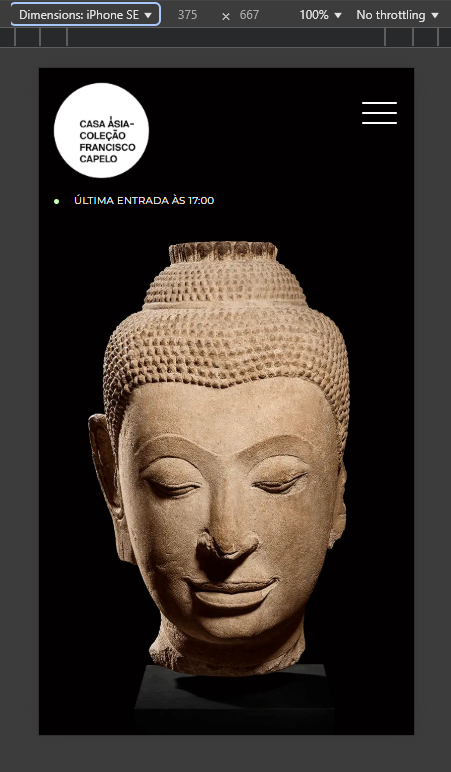 Dimensions: iPhone SE 375 × 667 100% No throttling
CASA ÁSIA-
COLEÇÃO
FRANCISCO
CAPELO
ÚLTIMA ENTRADA ÀS 17:00